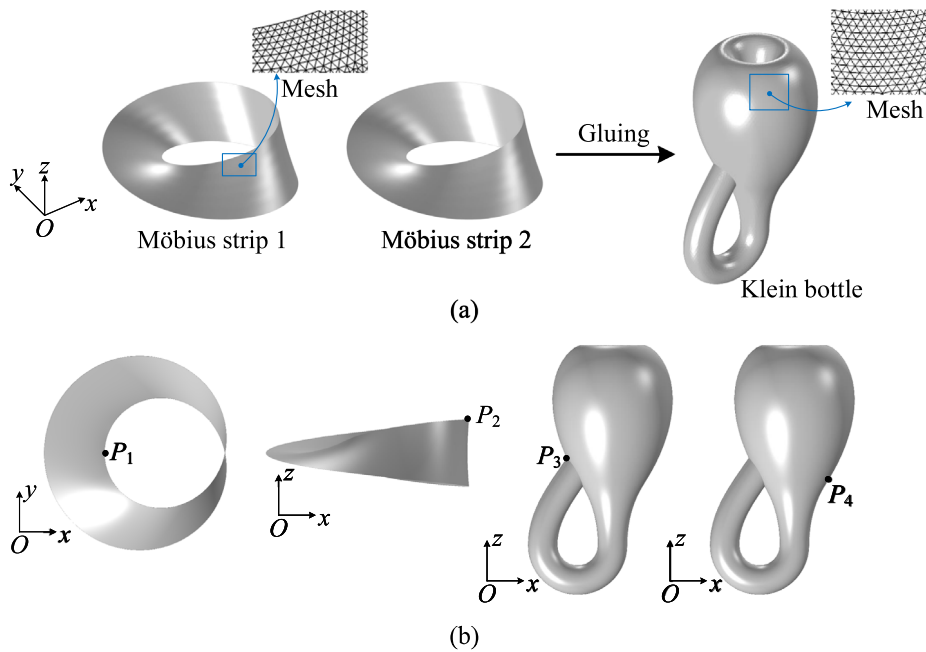 Mesh
Mesh
Gluing
z
y
x
O
Möbius strip 1
Möbius strip 2
Klein bottle
(a)
P2
P1
P3
P4
y
O x
z
O x
z
O x
z
O x
(b)